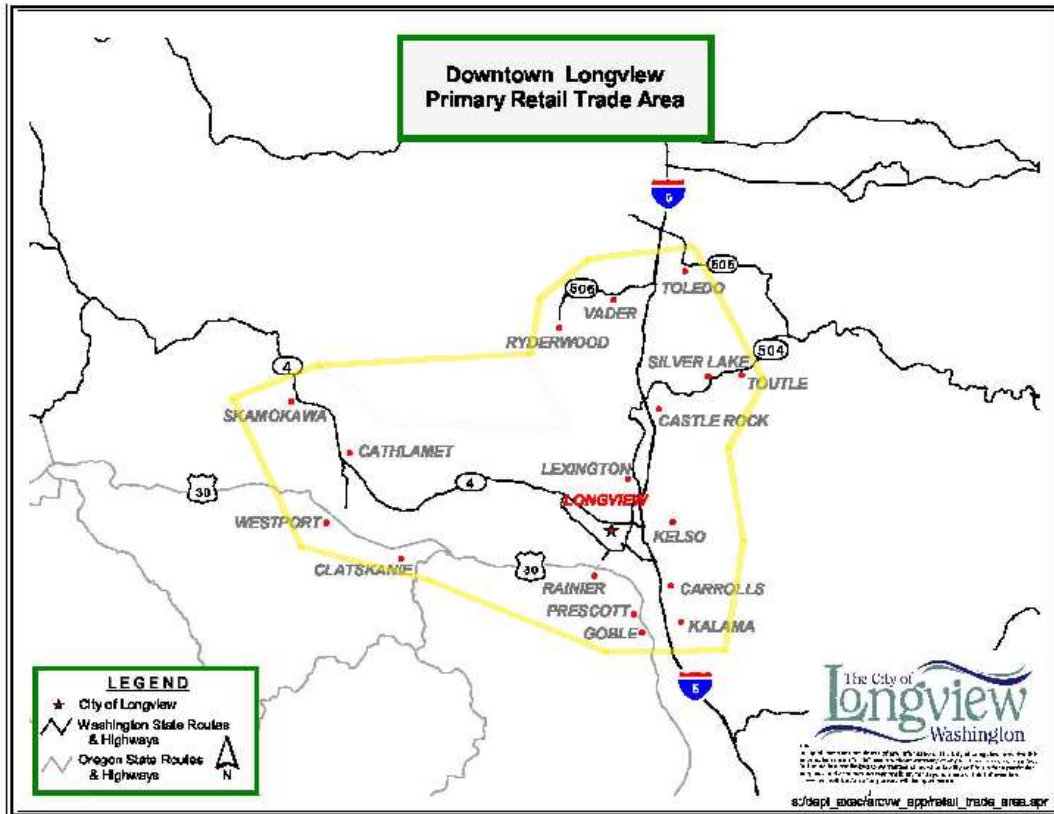 Downtown Longview
Primary Retail Trade Area
5
505
TOLEDO
506
VADER
RYDERWOOD
504
SILVER LAKE
TOUTLE
4
SKAMOKAWA
CASTLE ROCK
CATHLAMET
LEXINGTON
4
LONGVIEW
30
WESTPORT
KELSO
CLATSKANIE
30
RAINIER
CARROLLS
PRESCOTT
KALAMA
GOBLE
5
LEGEND
City of Longview
Washington State Routes
& Highways
Oregon State Routes
& Highways
N
The City of
Longview
Washington
s:/dept_exec/arcvw_app/retail_trade_area.apr